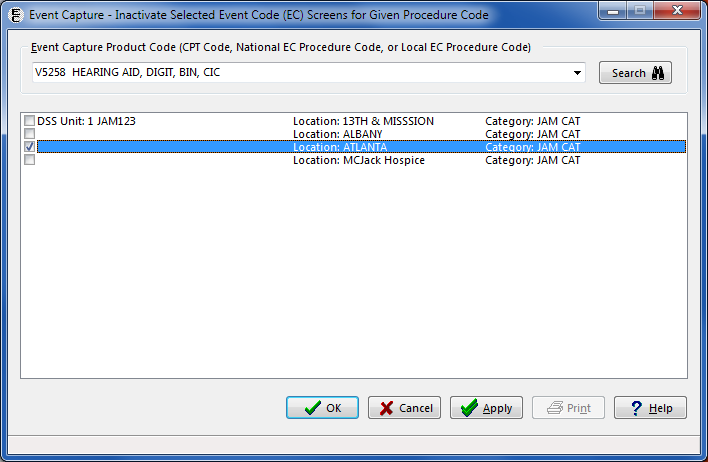 Event Capture - Inactivate Selected Event Code (EC) Screens for Given Procedure Code
Event Capture Product Code (CPT Code, National EC Procedure Code, or Local EC Procedure Code)
V5258  HEARING AID, DIGIT, BIN, CIC
Search
DSS Unit: 1 JAM123 Location: 13TH & MISSSION Category: JAM CAT
Location: ALBANY Category: JAM CAT
Location: ATLANTA Category: JAM CAT
Location: MCJack Hospice Category: JAM CAT
OK Cancel Apply Print Help